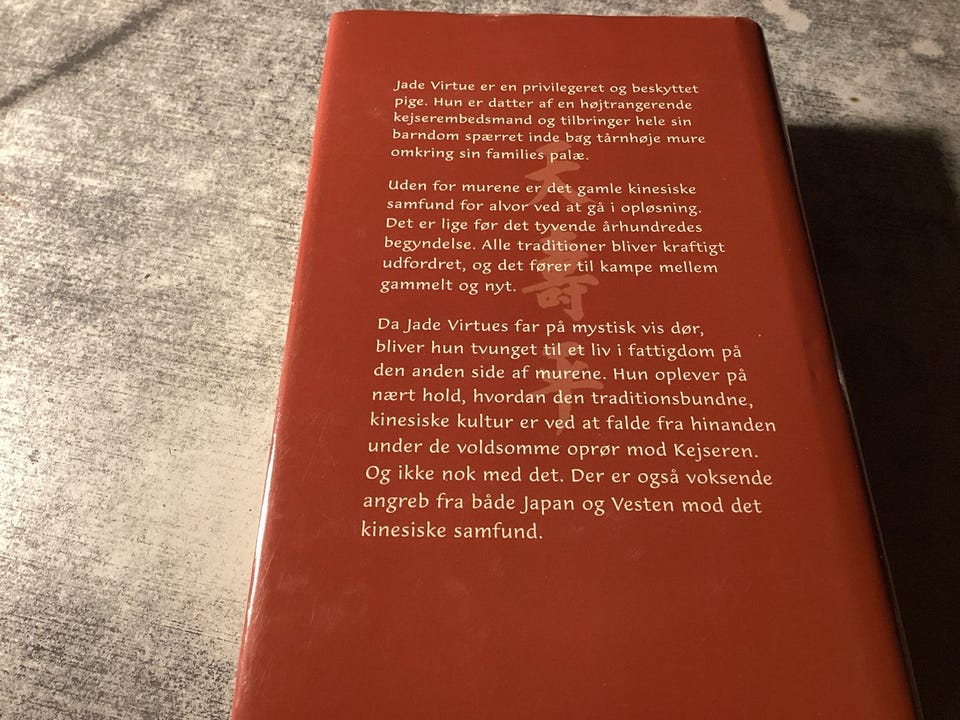 Jade Virtue er en privilegeret og beskyttet
pige. Hun er datter af en højtrangerende
kejserembedsmand og tilbringer hele sin
barndom spærret inde bag tårnhøje mure
omkring sin families palæ.
Uden for murene er det gamle kinesiske
samfund for alvor ved at gå i opløsning.
Det er lige før det tyvende århundredes
begyndelse. Alle traditioner bliver kraftigt
udfordret, og det fører til kampe mellem
gammelt og nyt.
Da Jade Virtues far på mystisk vis dør,
bliver hun tvunget til et liv i fattigdom på
den anden side af murene. Hun oplever på
nært hold, hvordan den traditionsbundne,
kinesiske kultur er ved at falde fra hinanden
under de voldsomme oprør mod Kejseren.
Og ikke nok med det. Der er også voksende
angreb fra både Japan og Vesten mod det
kinesiske samfund.
天
壽